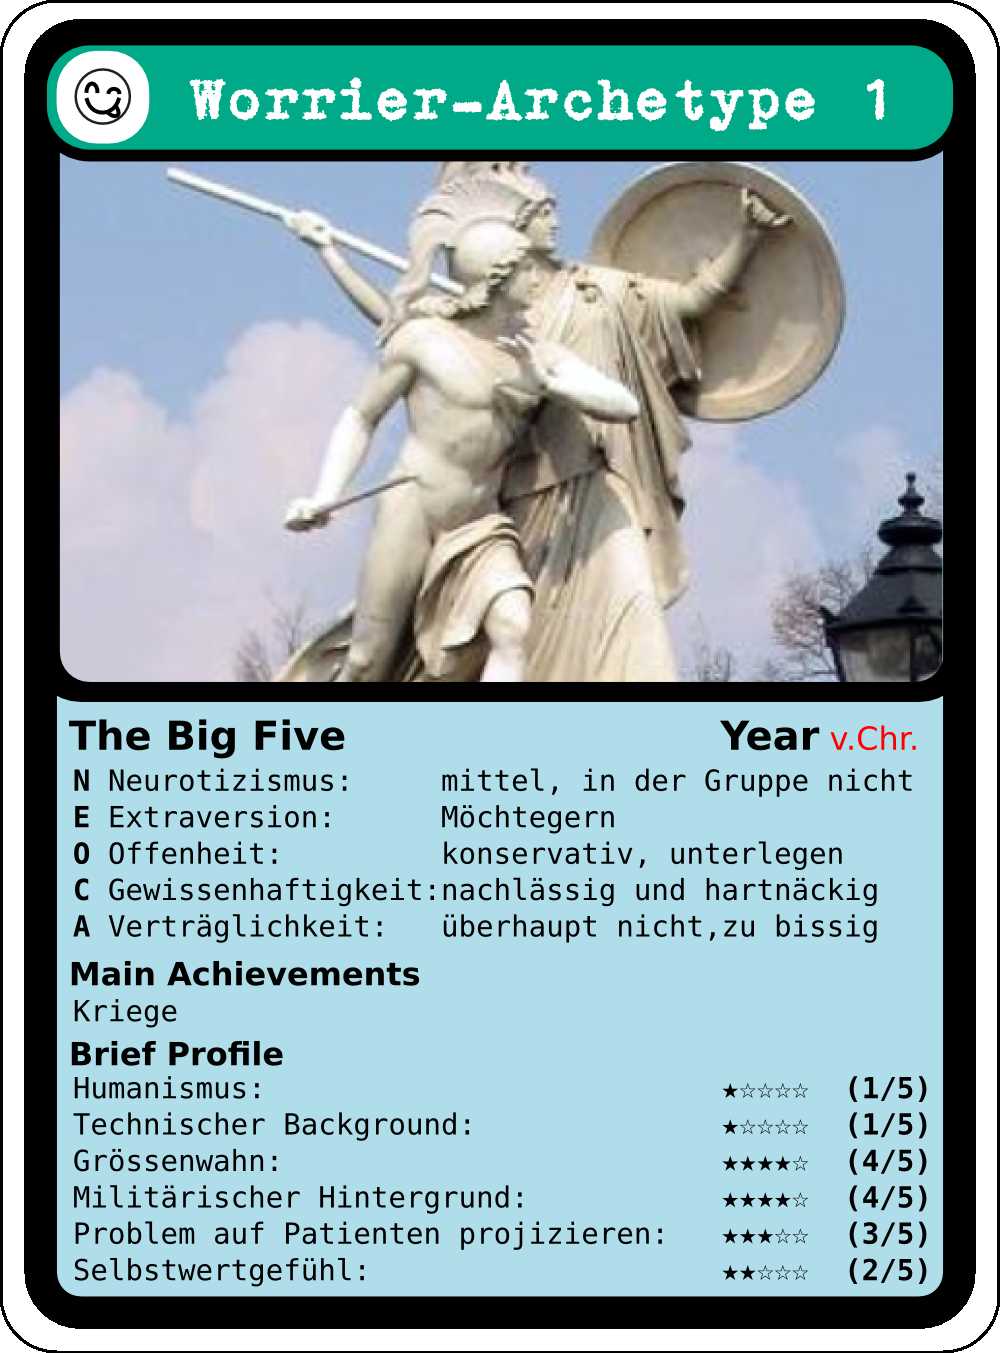 Worrier-Archetype 1
The Big Five Year v.Chr.
N Neurotizismus: mittel, in der Gruppe nicht
E Extraversion: Möchtegern
O Offenheit: konservativ, unterlegen
C Gewissenhaftigkeit:nachlässig und hartnäckig
A Verträglichkeit: überhaupt nicht,zu bissig
Main Achievements
Kriege
Brief Profile
Humanismus: ★☆☆☆☆ (1/5)
Technischer Background: ★☆☆☆☆ (1/5)
Grössenwahn: ★★★★☆ (4/5)
Militärischer Hintergrund: ★★★★☆ (4/5)
Problem auf Patienten projizieren: ★★★☆☆ (3/5)
Selbstwertgefühl: ★★☆☆☆ (2/5)